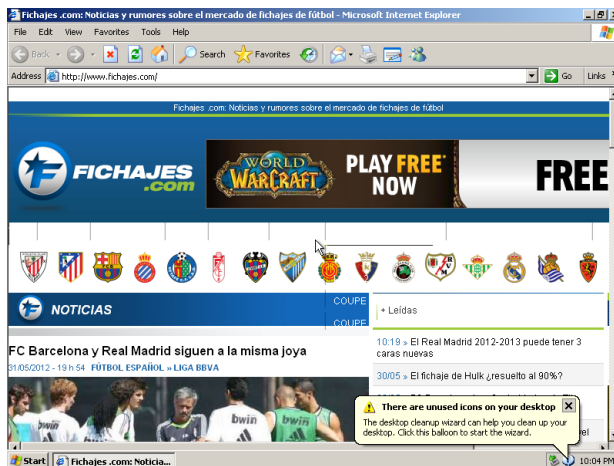 Fichajes .com: Noticias y rumores sobre el mercado de fichajes de fútbol - Microsoft Internet Explorer
File Edit View Favorites Tools Help
Back Search Favorites
Address http://www.fichajes.com/ Go Links
Fichajes .com: Noticias y rumores sobre el mercado de fichajes de fútbol
FICHAJES
.com
WORLD
WARCRAFT
PLAY FREE*
NOW
FREE
NOTICIAS
COUPE
COUPE
+ Leídas
FC Barcelona y Real Madrid siguen a la misma joya
31/05/2012 - 19 h 54 FÚTBOL ESPAÑOL » LIGA BBVA
10:19 » El Real Madrid 2012-2013 puede tener 3
caras nuevas
30/05 » El fichaje de Hulk ¿resuelto al 90%?
bwin
bwin
bwin
There are unused icons on your desktop
The desktop cleanup wizard can help you clean up your
desktop. Click this balloon to start the wizard.
Start Fichajes .com: Noticia...
10:04 PM